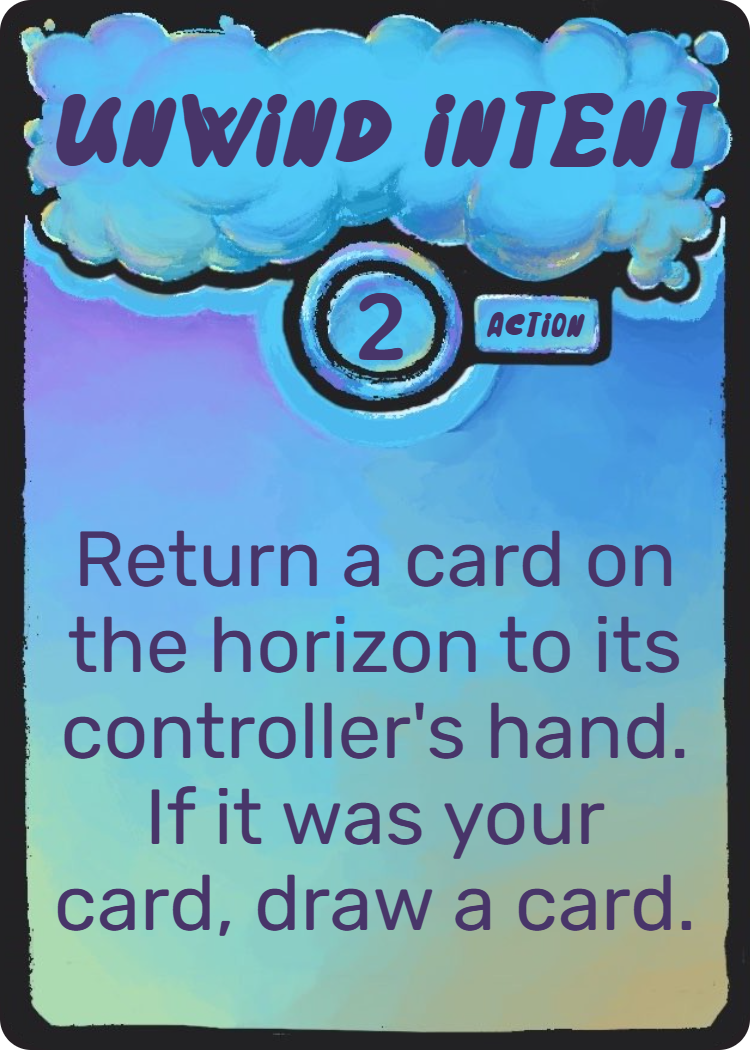 UNWIND INTENT
2
ACTION
Return a card on
the horizon to its
controller's hand.
If it was your
card, draw a card.